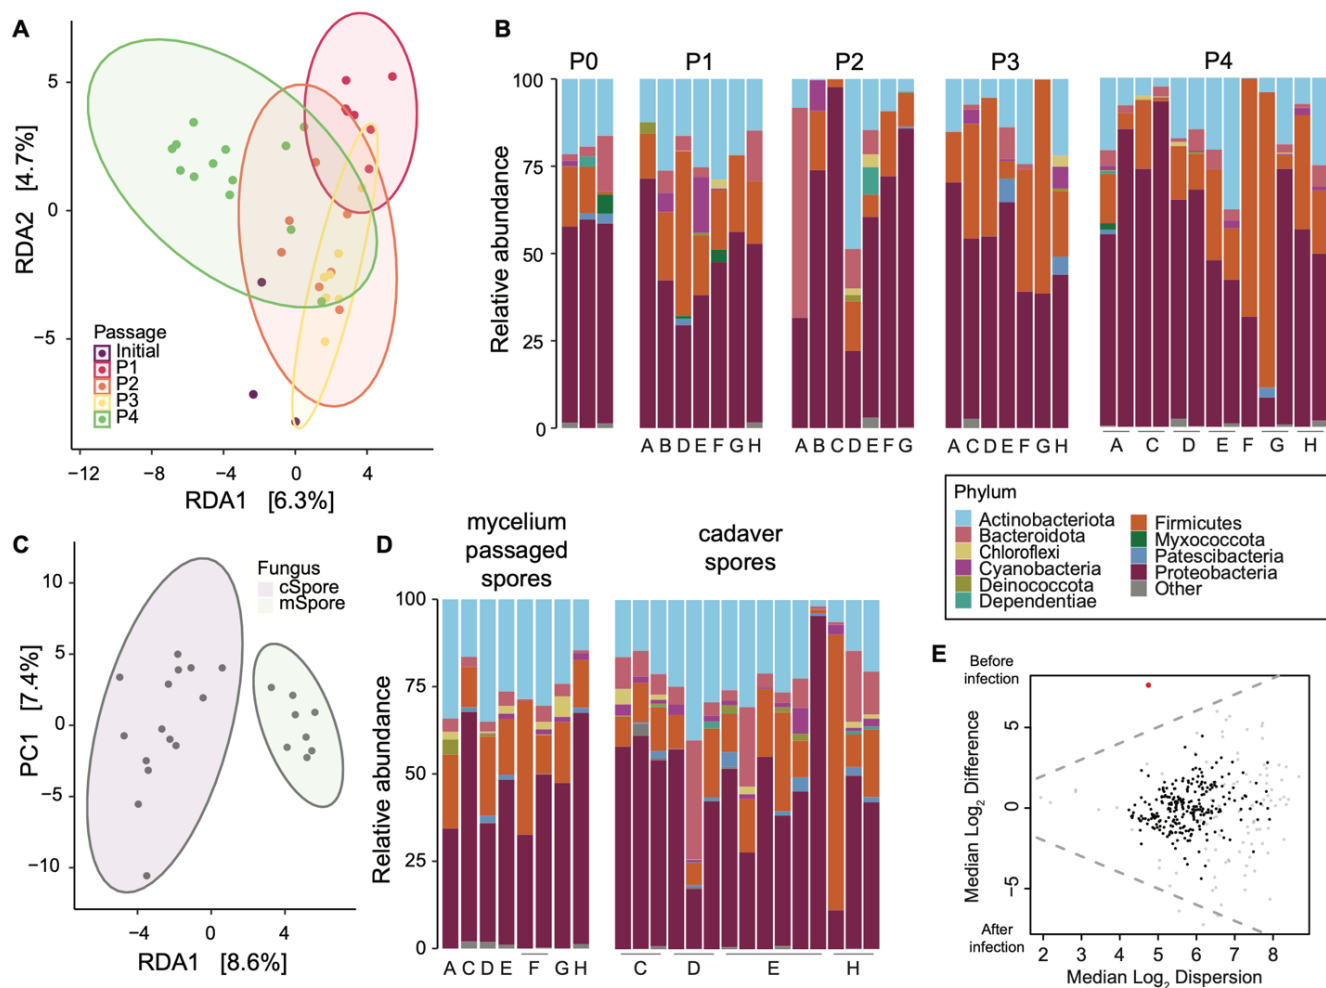 A
RDA2 [4.7%]
5
0
−5
−12 −8 −4 0 4
RDA1 [6.3%]
Passage
Initial
P1
P2
P3
P4
B
P0 P1 P2 P3 P4
Relative abundance
100
75
50
25
0
A B D E F G H
A B C D E F G
A C D E F G H
A C D E F G H
Phylum
Actinobacteriota
Bacteroidota
Chloroflexi
Cyanobacteria
Deinococcota
Dependentiae
Firmicutes
Myxococcota
Patescibacteria
Proteobacteria
Other
C
PC1 [7.4%]
10
5
0
−5
−10
−4 0 4
RDA1 [8.6%]
Fungus
cSpore
mSpore
D
mycelium
passaged
spores
cadaver
spores
Relative abundance
100
75
50
25
0
A C D E F G H
C D E H
E
Before
infection
After
infection
Median Log2 Difference
5
0
−5
2 3 4 5 6 7 8
Median Log2 Dispersion